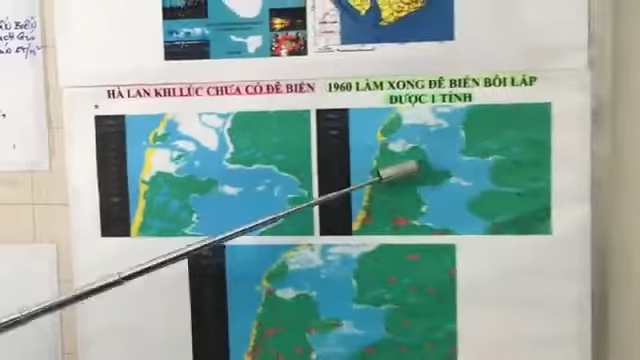 HÀ LAN KHI LÚC CHƯA CÓ ĐÊ BIỂN
1960 LÀM XONG ĐÊ BIỂN BỒI LẤP
ĐƯỢC 1 TỈNH